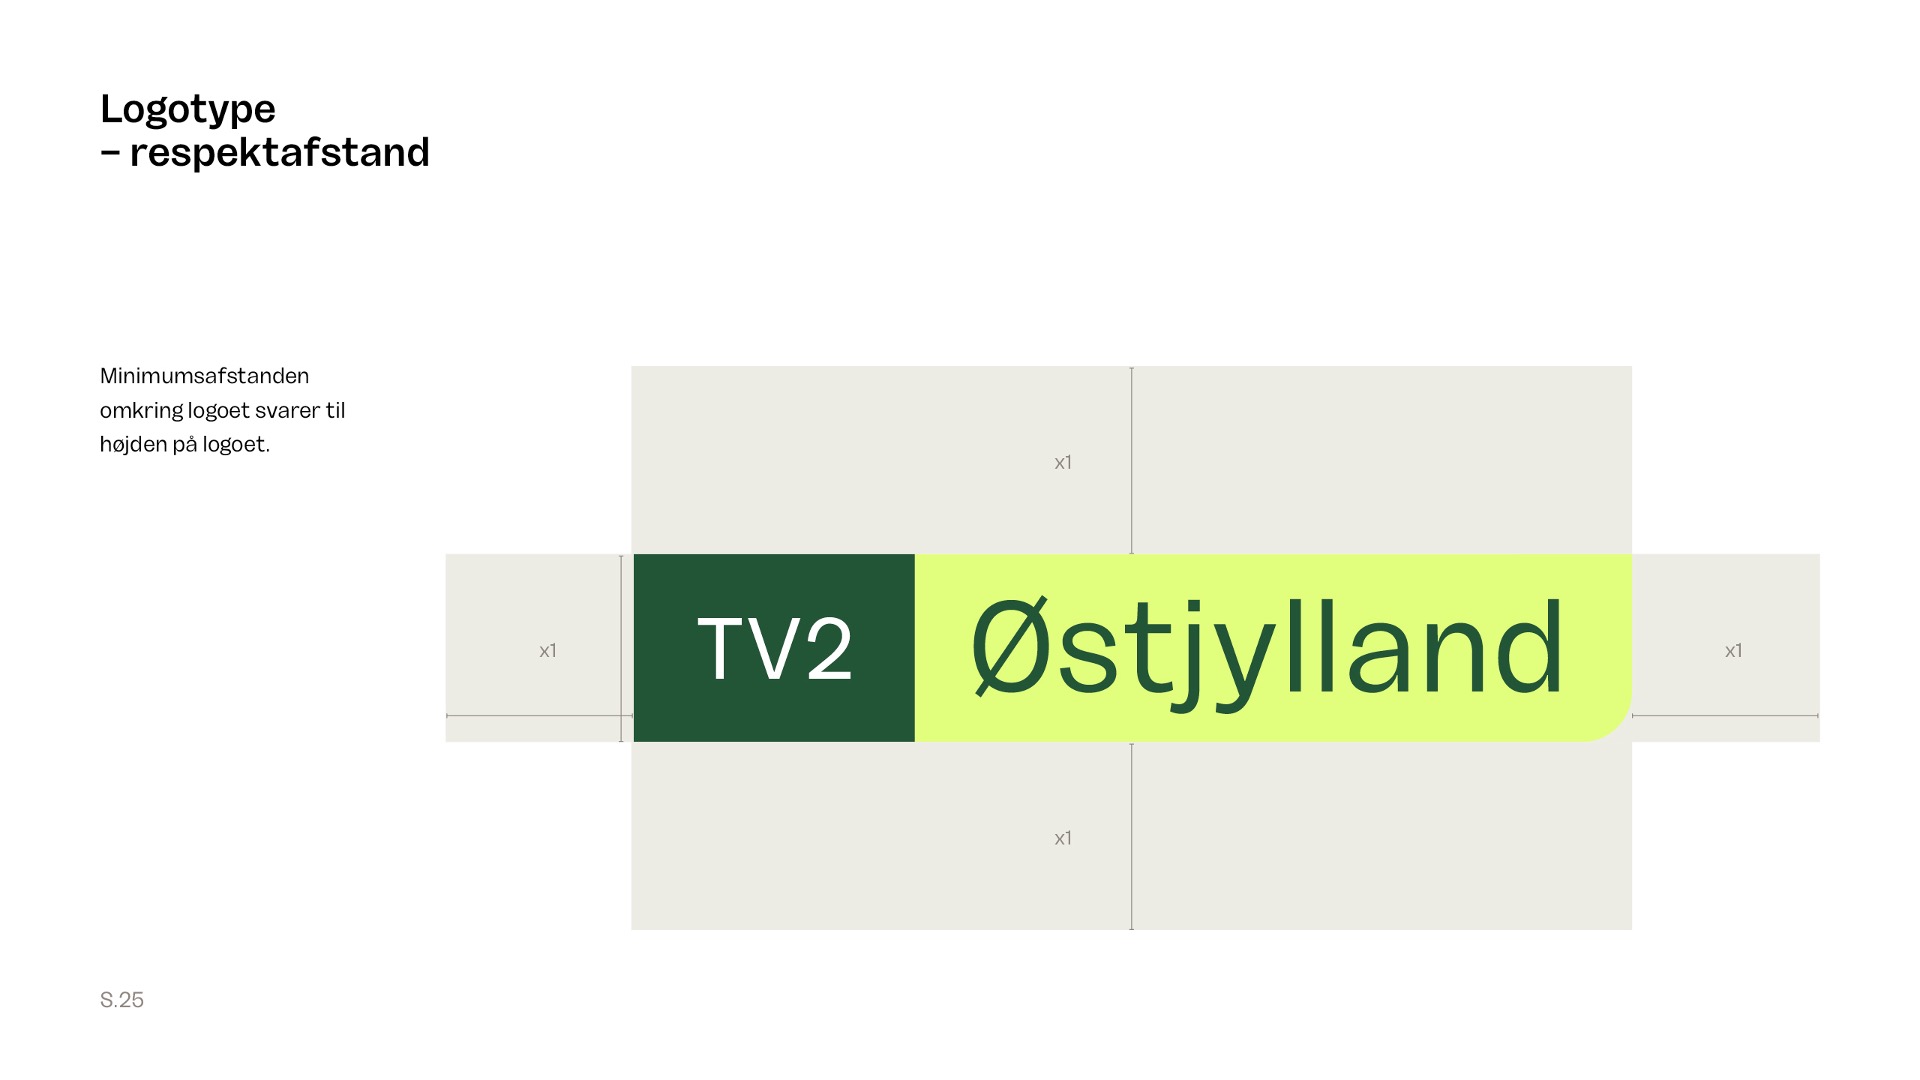 Logotype
– respektafstand
Minimumsafstanden
omkring logoet svarer til
højden på logoet.
x1
x1
TV2 Østjylland
x1
x1
S.25